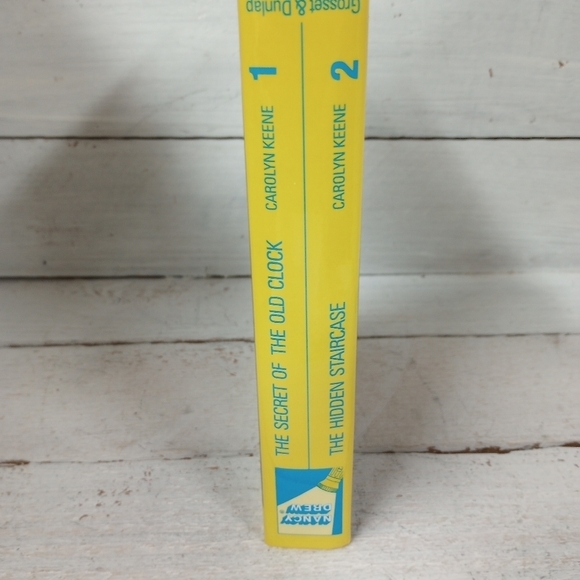 Grosset & Dunlap
1
CAROLYN KEENE
THE SECRET OF THE OLD CLOCK
2
CAROLYN KEENE
THE HIDDEN STAIRCASE
NANCY
DREW®